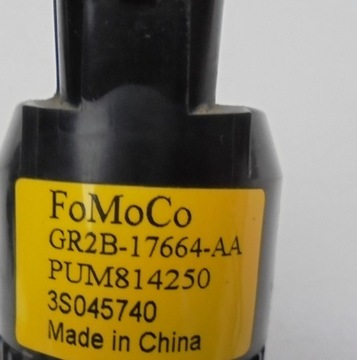 FoMoCo
GR2B-17664-AA
PUM814250
3S045740
Made in China